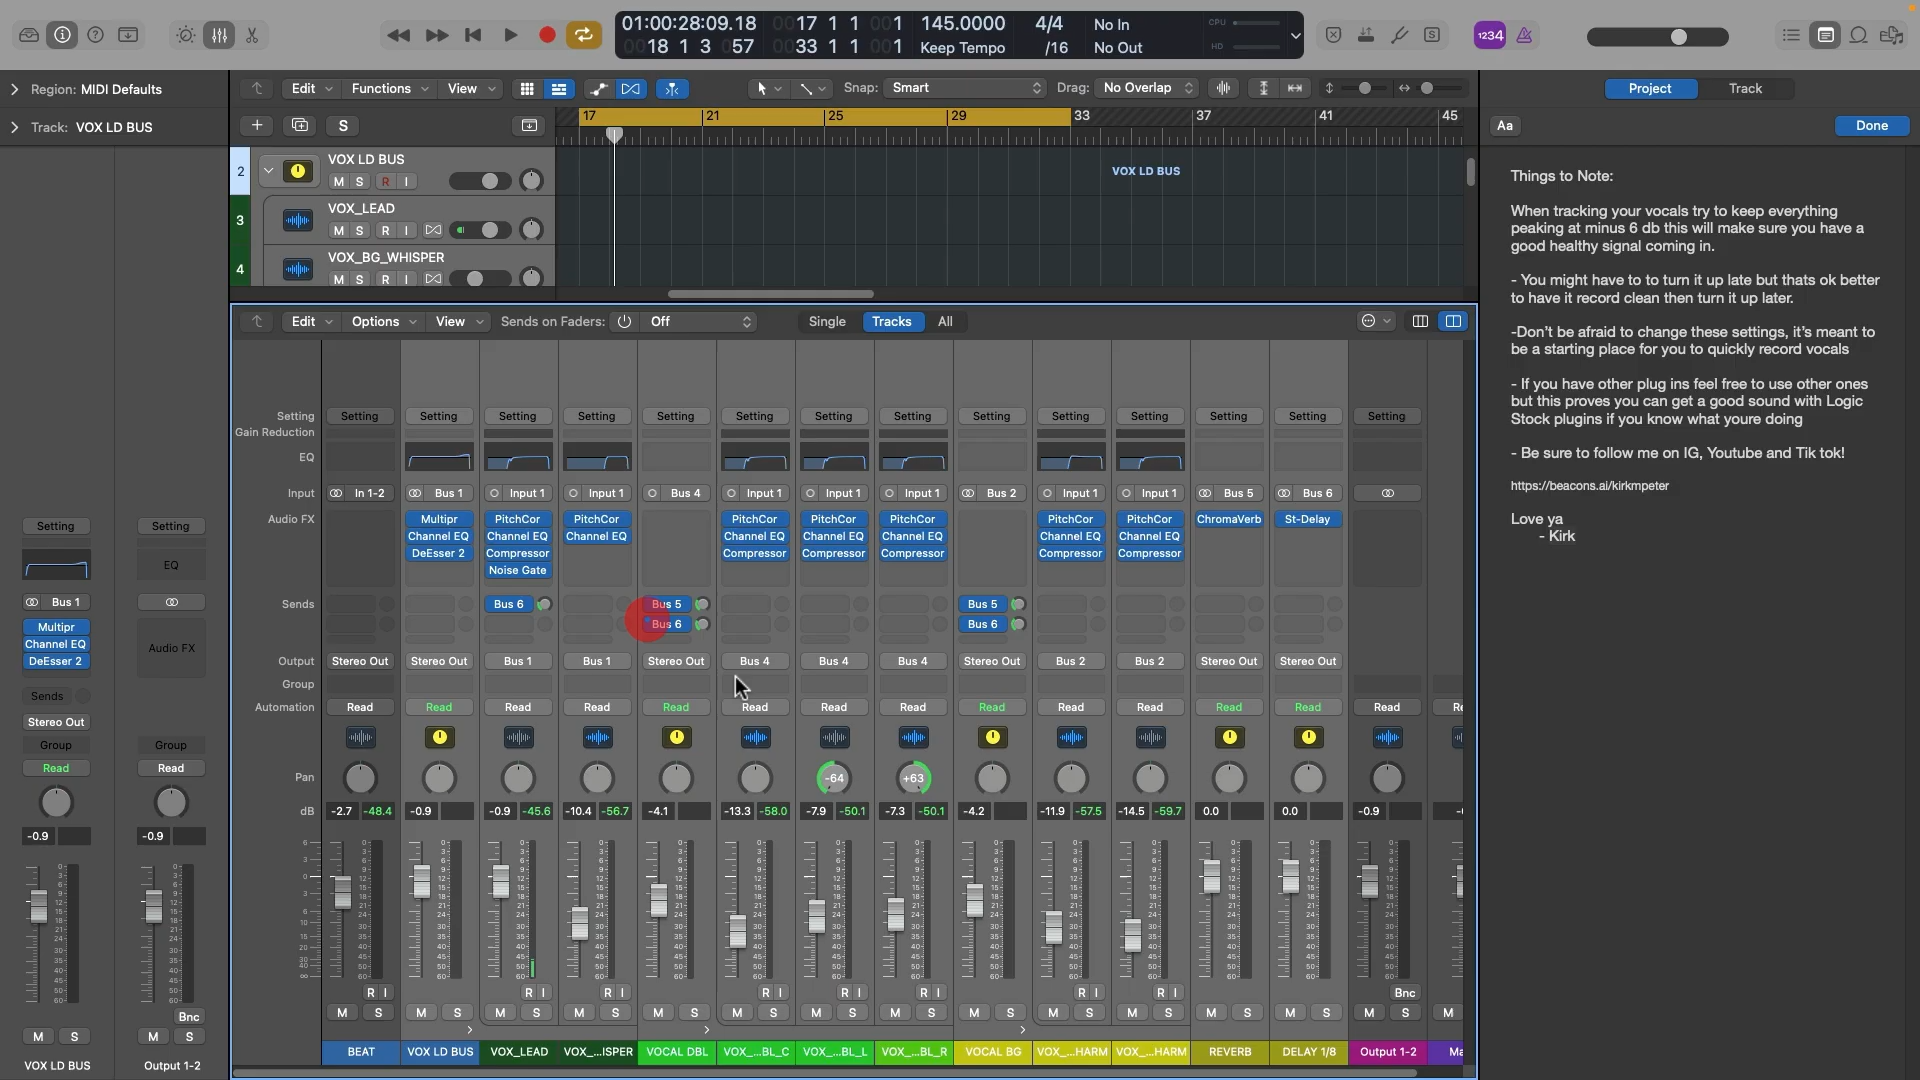 01:00:28:09.18 0017 1 1 001 145.0000 4/4 No In CPU
0018 1 3 057 0033 1 1 001 Keep Tempo /16 No Out HD
1234
Region: MIDI Defaults
Track: VOX LD BUS
Edit Functions View Snap: Smart Drag: No Overlap
S
17 21 25 29 33 37 41 45
2 VOX LD BUS
M S R I
VOX LD BUS
3 VOX_LEAD
M S R I
4 VOX_BG_WHISPER
M S R I
Edit Options View Sends on Faders: Off Single Tracks All
Setting Setting Setting Setting Setting Setting Setting Setting Setting Setting Setting Setting Setting Setting Setting
Gain Reduction
EQ
Input In 1-2 Bus 1 Input 1 Input 1 Bus 4 Input 1 Input 1 Input 1 Bus 2 Input 1 Input 1 Bus 5 Bus 6
Audio FX Multipr PitchCor PitchCor PitchCor PitchCor PitchCor PitchCor PitchCor ChromaVerb St-Delay
Channel EQ Channel EQ Channel EQ Channel EQ Channel EQ Channel EQ Channel EQ Channel EQ
DeEsser 2 Compressor Compressor Compressor Compressor Compressor Compressor
Noise Gate
Sends Bus 6 Bus 5 Bus 5
Bus 6 Bus 6
Output Stereo Out Stereo Out Bus 1 Bus 1 Stereo Out Bus 4 Bus 4 Bus 4 Stereo Out Bus 2 Bus 2 Stereo Out Stereo Out
Group
Automation Read Read Read Read Read Read Read Read Read Read Read Read Read Read Re
Pan -64 +63
dB -2.7 -48.4 -0.9 -0.9 -45.6 -10.4 -56.7 -4.1 -13.3 -58.0 -7.9 -50.1 -7.3 -50.1 -4.2 -11.9 -57.5 -14.5 -59.7 0.0 0.0 -0.9
R I R I R I R I R I R I R I R I Bnc
M S M S M S M S M S M S M S M S M S M S M S M S M S M S M
BEAT VOX LD BUS VOX_LEAD VOX_...ISPER VOCAL DBL VOX_...BL_C VOX_...BL_L VOX_...BL_R VOCAL BG VOX_...HARM VOX_...HARM REVERB DELAY 1/8 Output 1-2 Ma
Setting Setting
EQ
Bus 1
Multipr
Channel EQ
DeEsser 2
Audio FX
Sends
Stereo Out
Group Group
Read Read
-0.9 -0.9
Bnc
M S M S
VOX LD BUS Output 1-2
Project Track
Aa Done
Things to Note:
When tracking your vocals try to keep everything
peaking at minus 6 db this will make sure you have a
good healthy signal coming in.
- You might have to to turn it up late but thats ok better
to have it record clean then turn it up later.
-Don't be afraid to change these settings, it's meant to
be a starting place for you to quickly record vocals
- If you have other plug ins feel free to use other ones
but this proves you can get a good sound with Logic
Stock plugins if you know what youre doing
- Be sure to follow me on IG, Youtube and Tik tok!
https://beacons.ai/kirkmpeter
Love ya
- Kirk